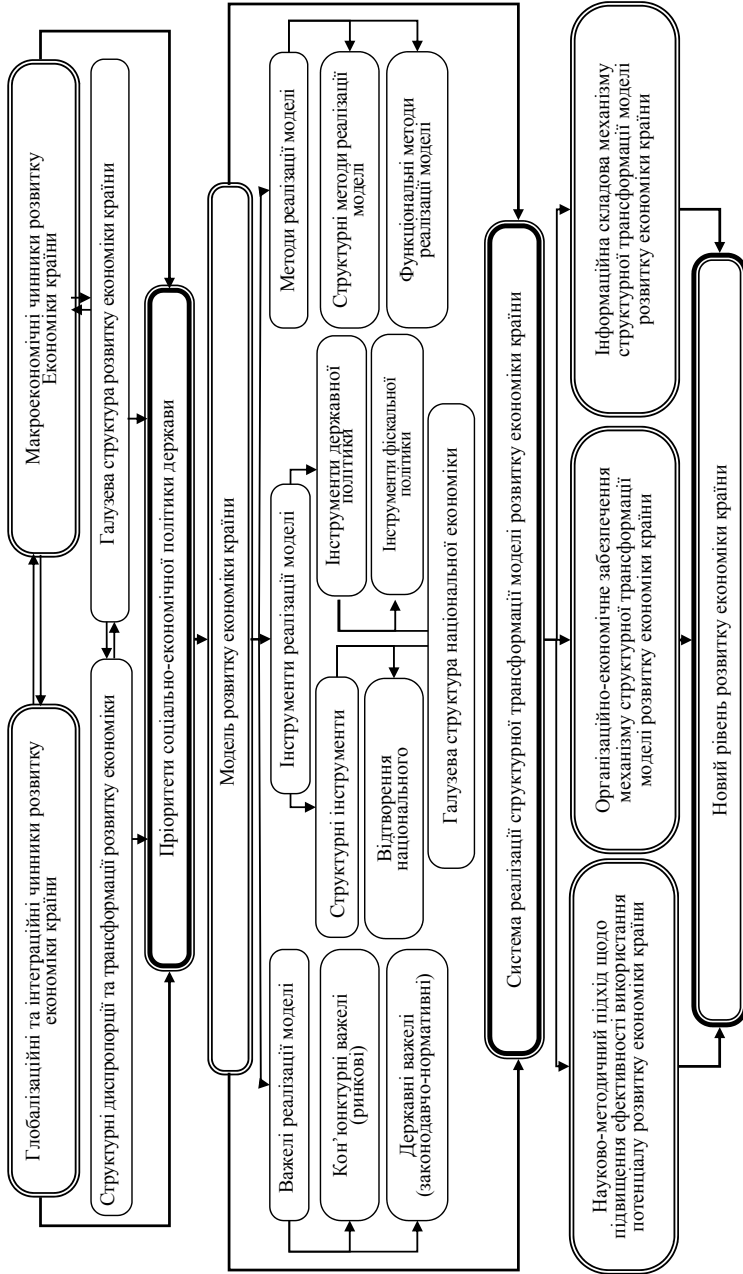 Глобалізаційні та інтеграційні чинники розвитку
економіки країни
Макроекономічні чинники розвитку
Економіки країни
Структурні диспропорції та трансформації розвитку економіки
Галузева структура розвитку економіки країни
Пріоритети соціально-економічної політики держави
Модель розвитку економіки країни
Важелі реалізації моделі
Кон’юнктурні важелі
(ринкові)
Державні важелі
(законодавчо-нормативні)
Інструменти реалізації моделі
Структурні інструменти
Відтворення
національного
Інструменти державної
політики
Інструменти фіскальної
політики
Галузева структура національної економіки
Методи реалізації моделі
Структурні методи реалізації
моделі
Функціональні методи
реалізації моделі
Система реалізації структурної трансформації моделі розвитку економіки країни
Науково-методичний підхід щодо
підвищення ефективності використання
потенціалу розвитку економіки країни
Організаційно-економічне забезпечення
механізму структурної трансформації
моделі розвитку економіки країни
Інформаційна складова механізму
структурної трансформації моделі
розвитку економіки країни
Новий рівень розвитку економіки країни